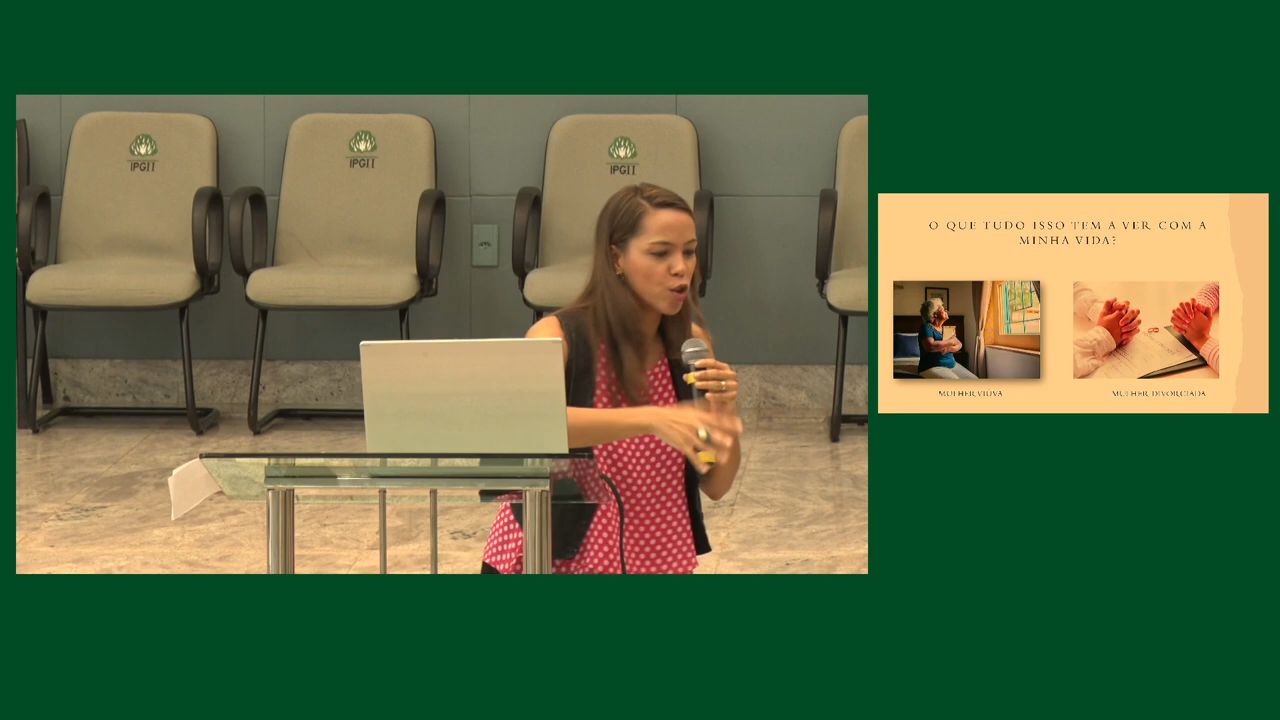 IPGII
IPGII
IPGII
O QUE TUDO ISSO TEM A VER COM A
MINHA VIDA?
MULHER VIÚVA
MULHER DIVORCIADA